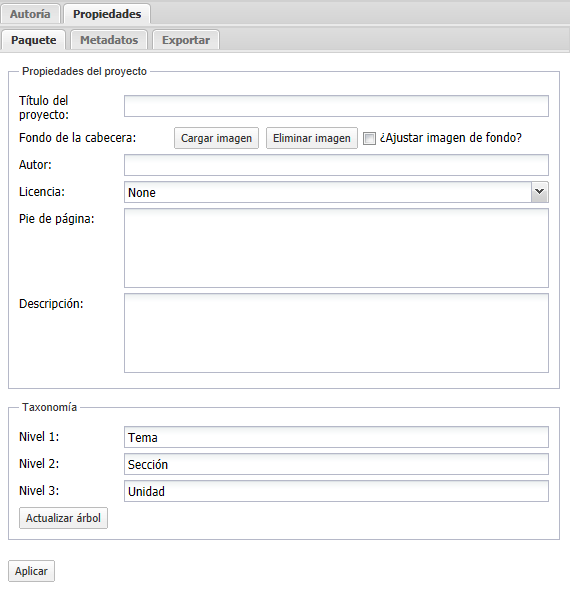 Autoría Propiedades
Paquete Metadatos Exportar
Propiedades del proyecto
Título del
proyecto:
Fondo de la cabecera: Cargar imagen Eliminar imagen ¿Ajustar imagen de fondo?
Autor:
Licencia: None
Pie de página:
Descripción:
Taxonomía
Nivel 1: Tema
Nivel 2: Sección
Nivel 3: Unidad
Actualizar árbol
Aplicar